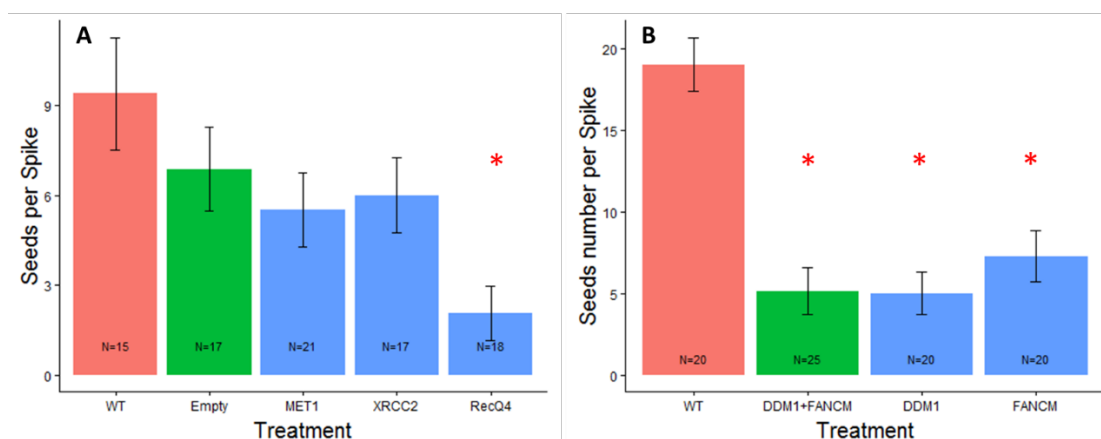 A
Seeds per Spike
9
6
3
0
N=15
N=17
N=21
N=17
N=18
*
WT
Empty
MET1
XRCC2
RecQ4
Treatment
B
Seeds number per Spike
20
15
10
5
0
* * *
N=20
N=25
N=20
N=20
WT
DDM1+FANCM
DDM1
FANCM
Treatment